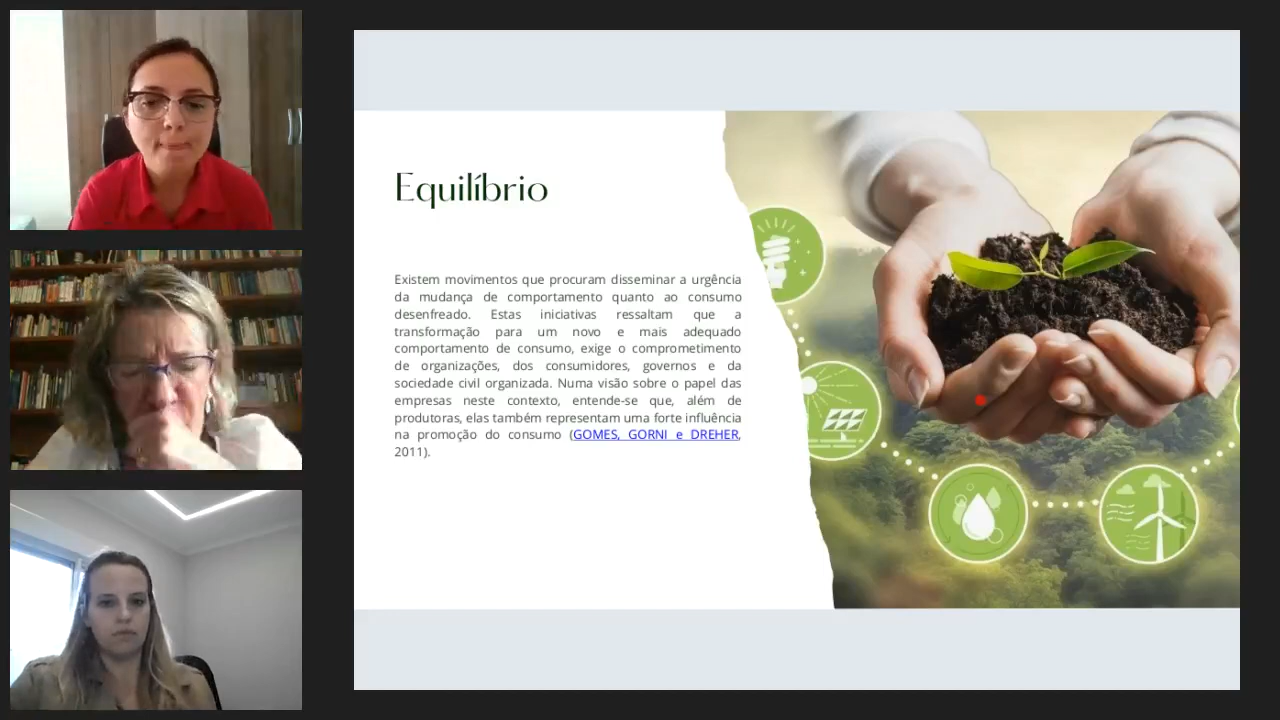 Equilíbrio
Existem movimentos que procuram disseminar a urgência
da mudança de comportamento quanto ao consumo
desenfreado. Estas iniciativas ressaltam que a
transformação para um novo e mais adequado
comportamento de consumo, exige o comprometimento
de organizações, dos consumidores, governos e da
sociedade civil organizada. Numa visão sobre o papel das
empresas neste contexto, entende-se que, além de
produtoras, elas também representam uma forte influência
na promoção do consumo (GOMES, GORNI e DREHER,
2011).